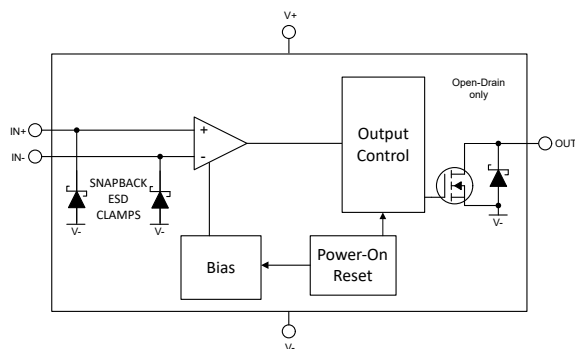 V+
Open-Drain
only
IN+
+
Output
Control
OUT
IN-
-
SNAPBACK
ESD
CLAMPS
V-
V-
V-
Bias
Power-On
Reset
V-